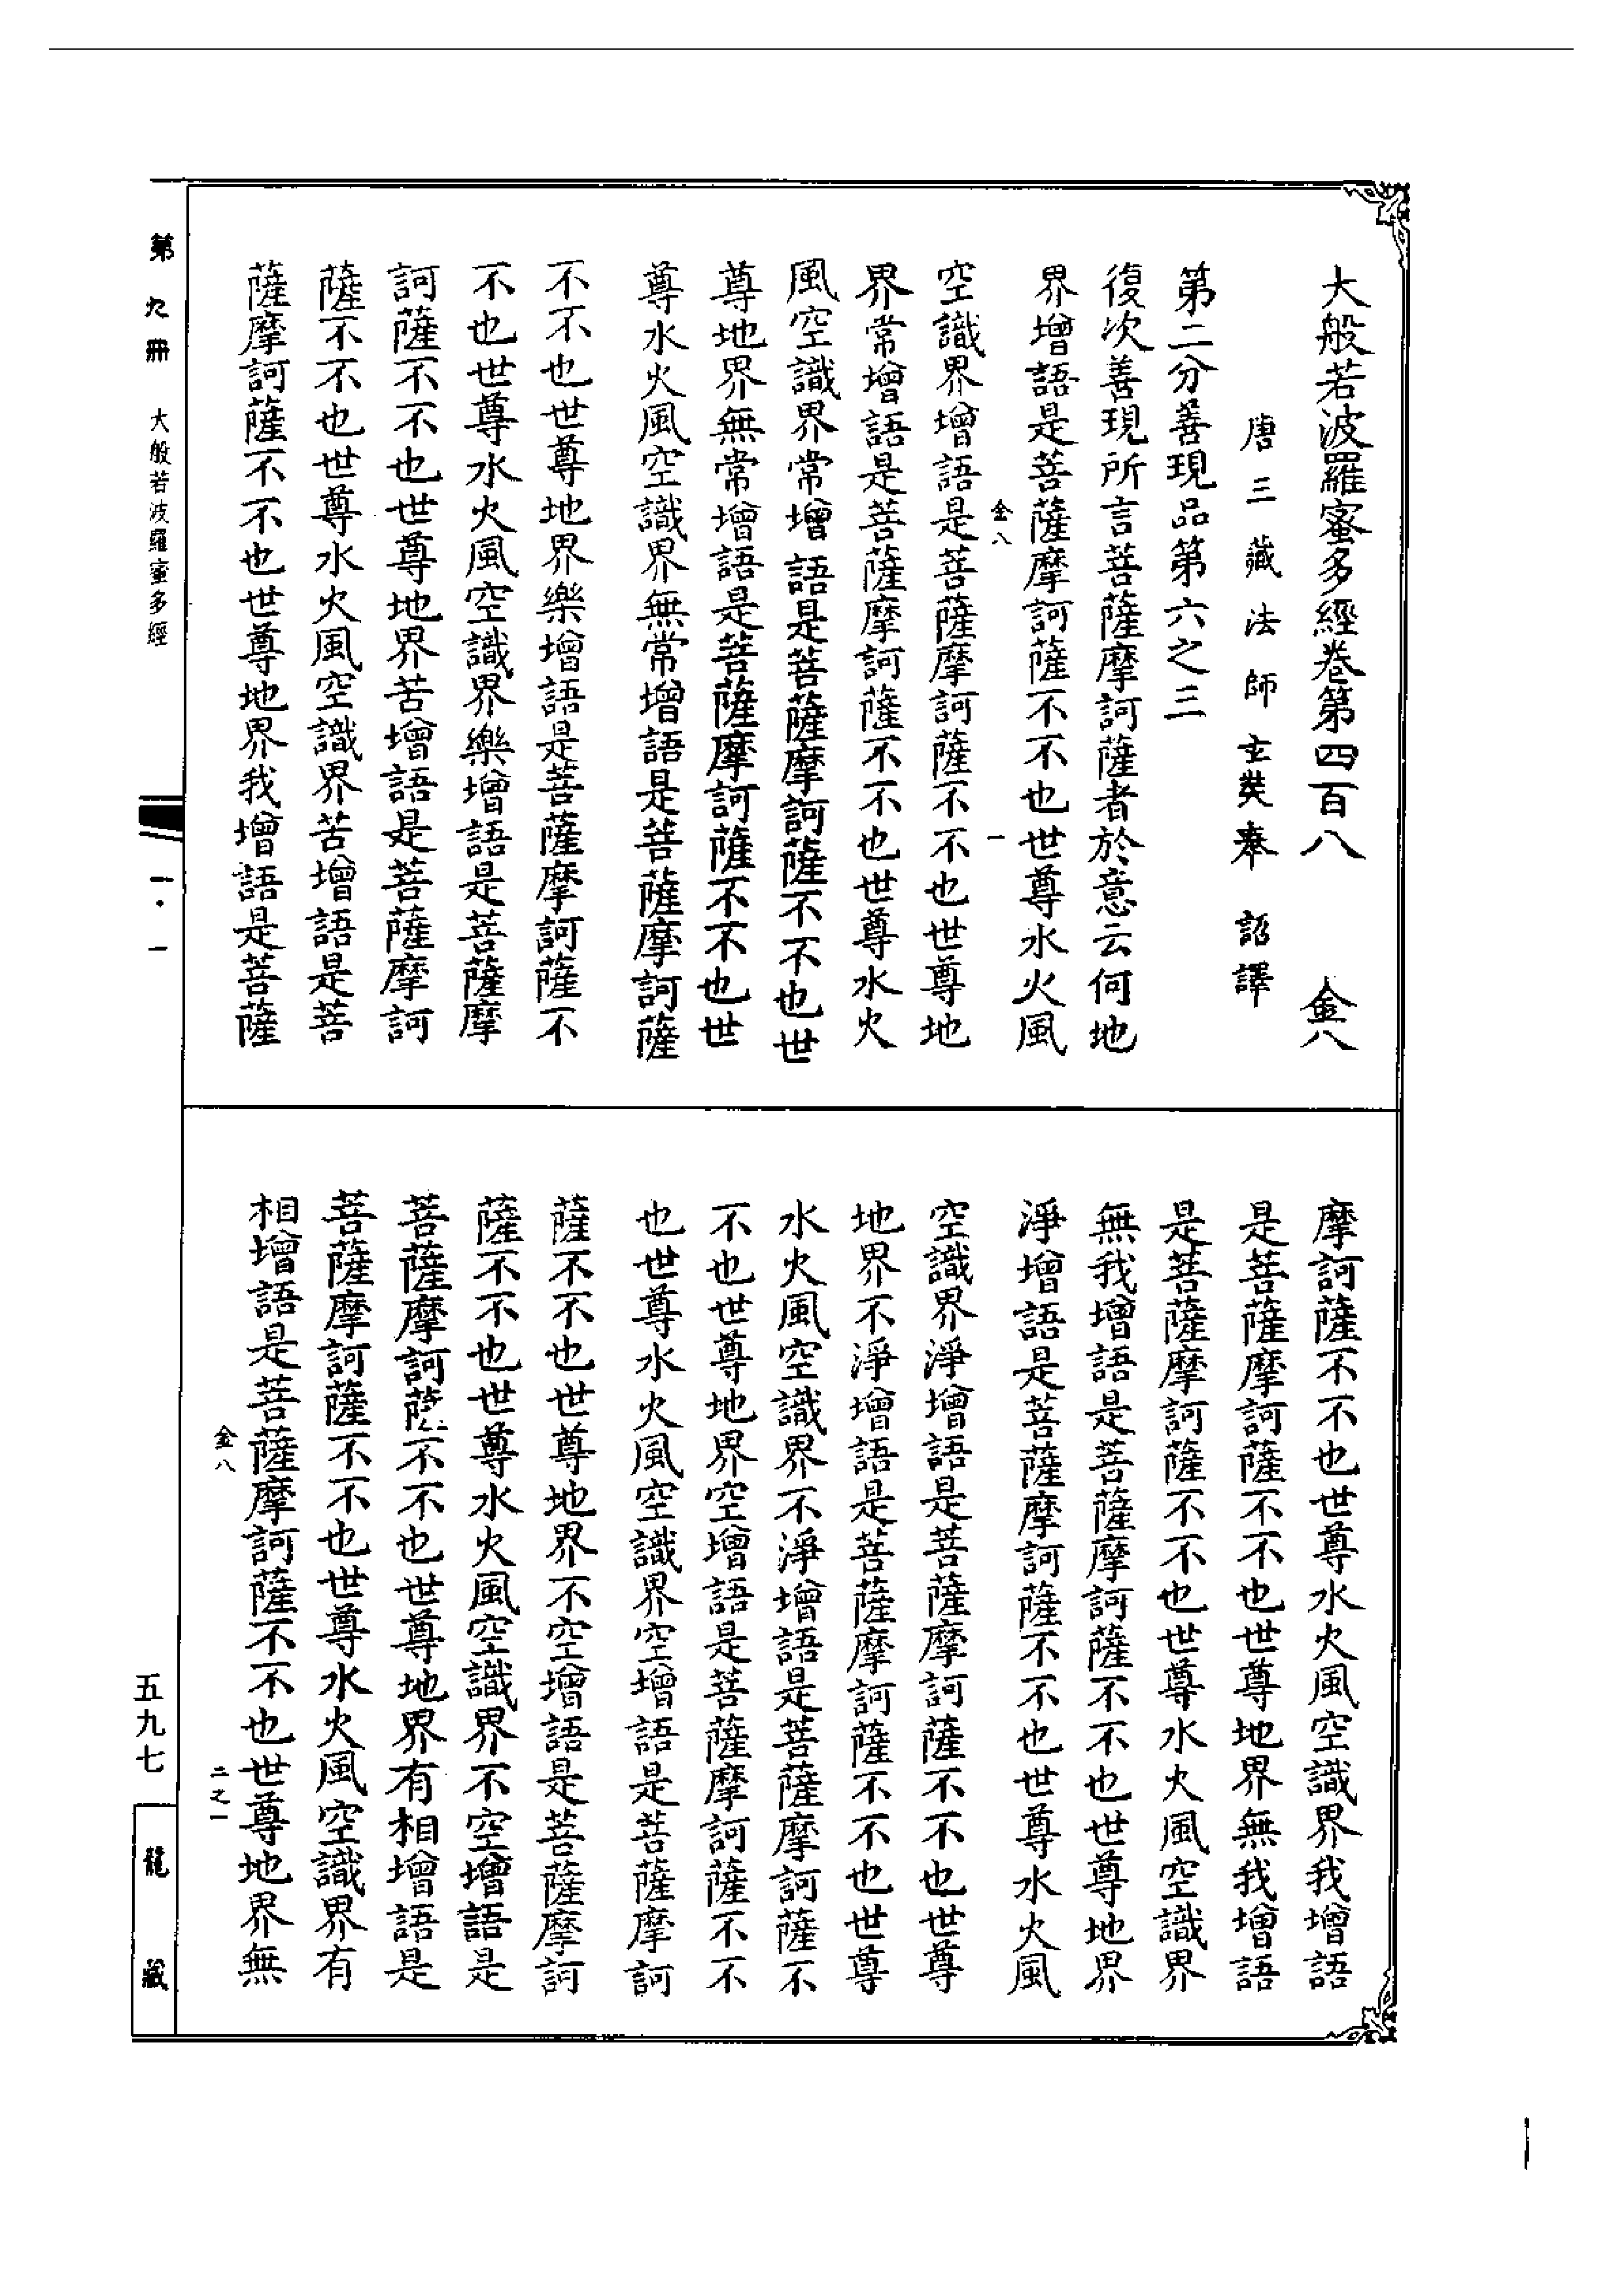 大般若波羅蜜多經卷第四百八 金八
唐三藏法師玄奘奉 詔譯
第二分善現品第六之三
復次善現所言菩薩摩訶薩者於意云何地
界增語是菩薩摩訶薩不不也世尊水火風
金八 一
空識界增語是菩薩摩訶薩不不也世尊地
界常增語是菩薩摩訶薩不不也世尊水火
風空識界常增語是菩薩摩訶薩不不也世
尊地界無常增語是菩薩摩訶薩不不也世
尊水火風空識界無常增語是菩薩摩訶薩
不不也世尊地界樂增語是菩薩摩訶薩不
不也世尊水火風空識界樂增語是菩薩摩
訶薩不不也世尊地界苦增語是菩薩摩訶
薩不不也世尊水火風空識界苦增語是菩
薩摩訶薩不不也世尊地界我增語是菩薩
摩訶薩不不也世尊水火風空識界我增語
是菩薩摩訶薩不不也世尊地界無我增語
是菩薩摩訶薩不不也世尊水火風空識界
無我增語是菩薩摩訶薩不不也世尊地界
淨增語是菩薩摩訶薩不不也世尊水火風
空識界淨增語是菩薩摩訶薩不不也世尊
地界不淨增語是菩薩摩訶薩不不也世尊
水火風空識界不淨增語是菩薩摩訶薩不
不也世尊地界空增語是菩薩摩訶薩不不
也世尊水火風空識界空增語是菩薩摩訶
薩不不也世尊地界不空增語是菩薩摩訶
薩不不也世尊水火風空識界不空增語是
菩薩摩訶薩不不也世尊地界有相增語是
菩薩摩訶薩不不也世尊水火風空識界有
相增語是菩薩摩訶薩不不也世尊地界無
金八 二之一
第九冊 大般若波羅蜜多經 一·一
五九七 龍藏